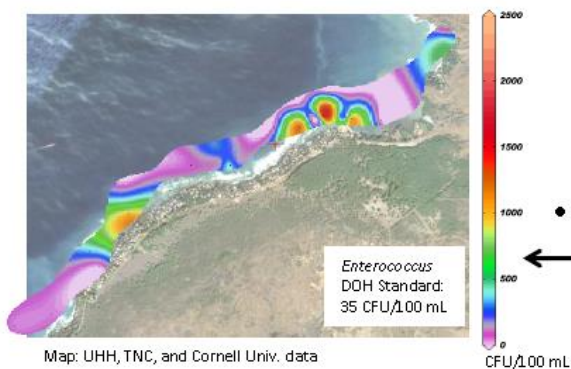 2500
2000
1500
1000
500
0
Enterococcus
DOH Standard:
35 CFU/100 mL
Map: UHH, TNC, and Cornell Univ. data
CFU/100 mL